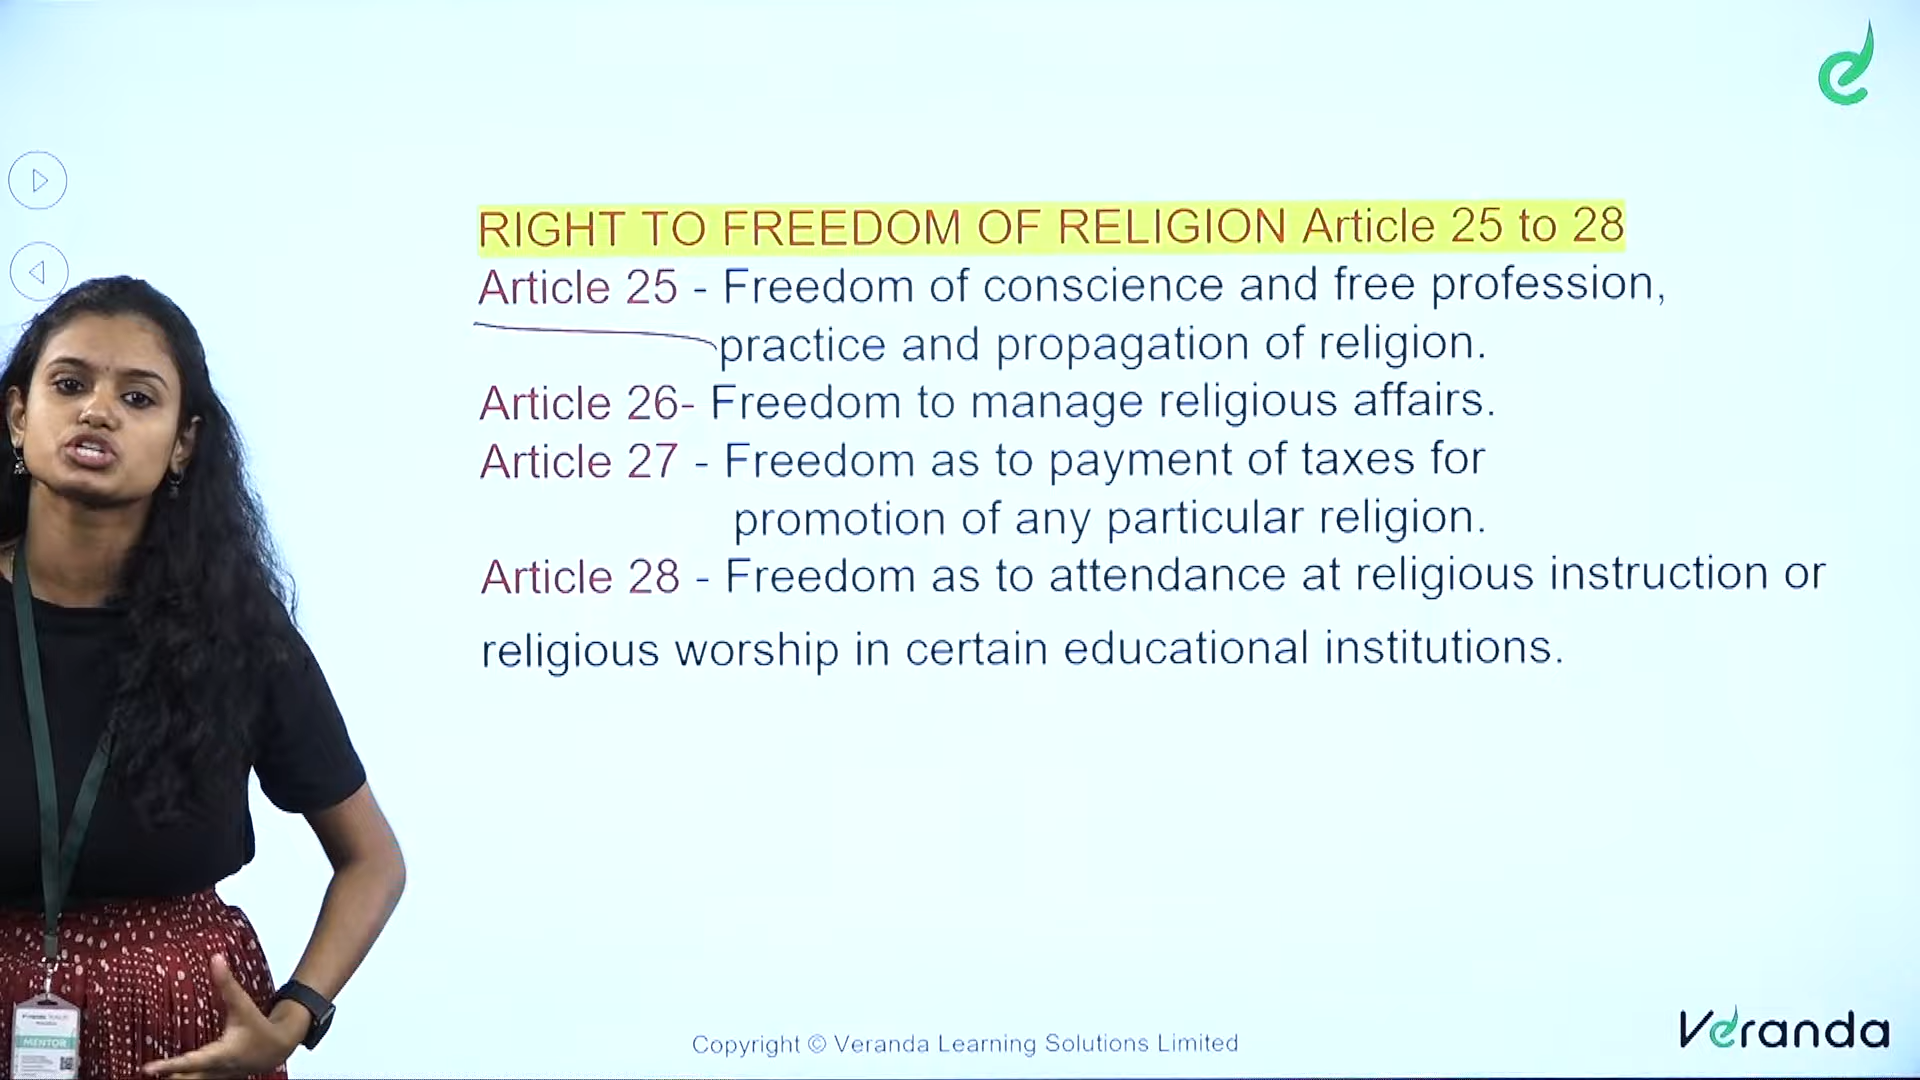 RIGHT TO FREEDOM OF RELIGION Article 25 to 28
Article 25 - Freedom of conscience and free profession,
practice and propagation of religion.
Article 26- Freedom to manage religious affairs.
Article 27 - Freedom as to payment of taxes for
promotion of any particular religion.
Article 28 - Freedom as to attendance at religious instruction or
religious worship in certain educational institutions.
MENTOR
Copyright © Veranda Learning Solutions Limited
Veranda